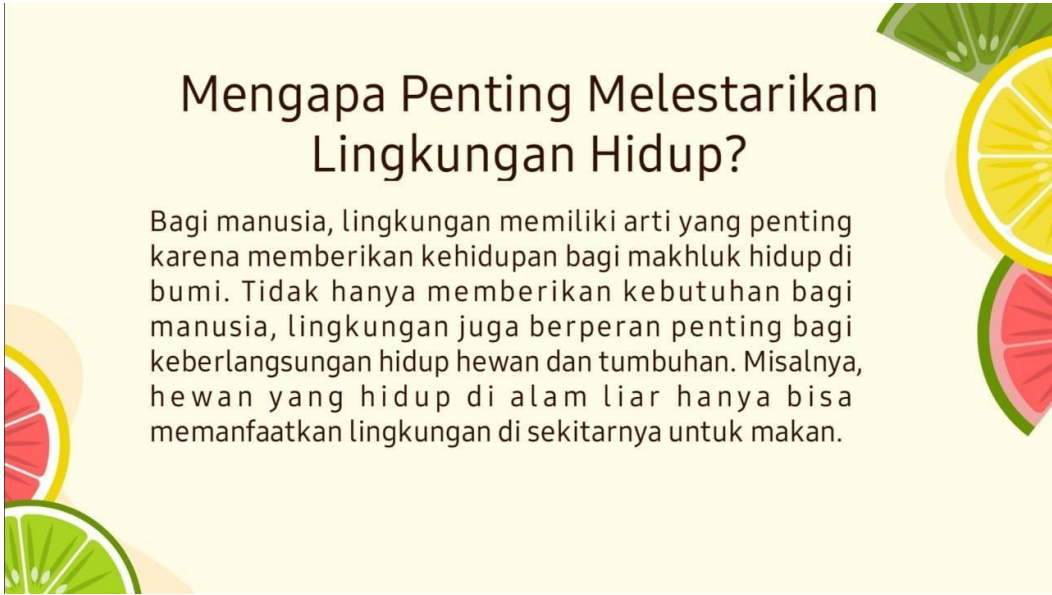 Mengapa Penting Melestarikan
Lingkungan Hidup?
Bagi manusia, lingkungan memiliki arti yang penting
karena memberikan kehidupan bagi makhluk hidup di
bumi. Tidak hanya memberikan kebutuhan bagi
manusia, lingkungan juga berperan penting bagi
keberlangsungan hidup hewan dan tumbuhan. Misalnya,
hewan yang hidup di alam liar hanya bisa
memanfaatkan lingkungan di sekitarnya untuk makan.